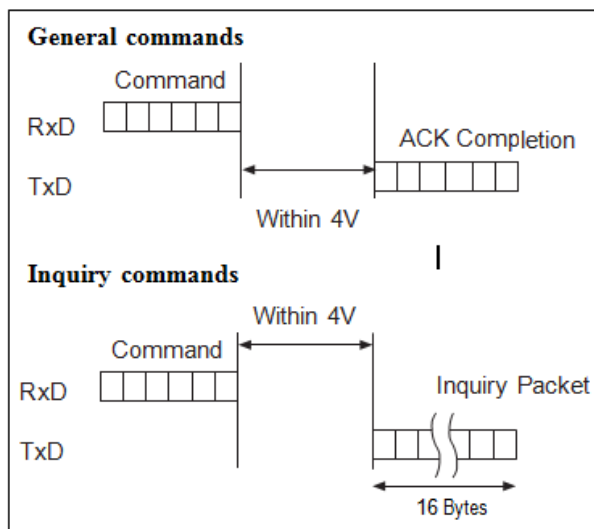 General commands
Command
RxD
ACK Completion
TxD
Within 4V
Inquiry commands
Within 4V
Command
RxD
Inquiry Packet
TxD
16 Bytes